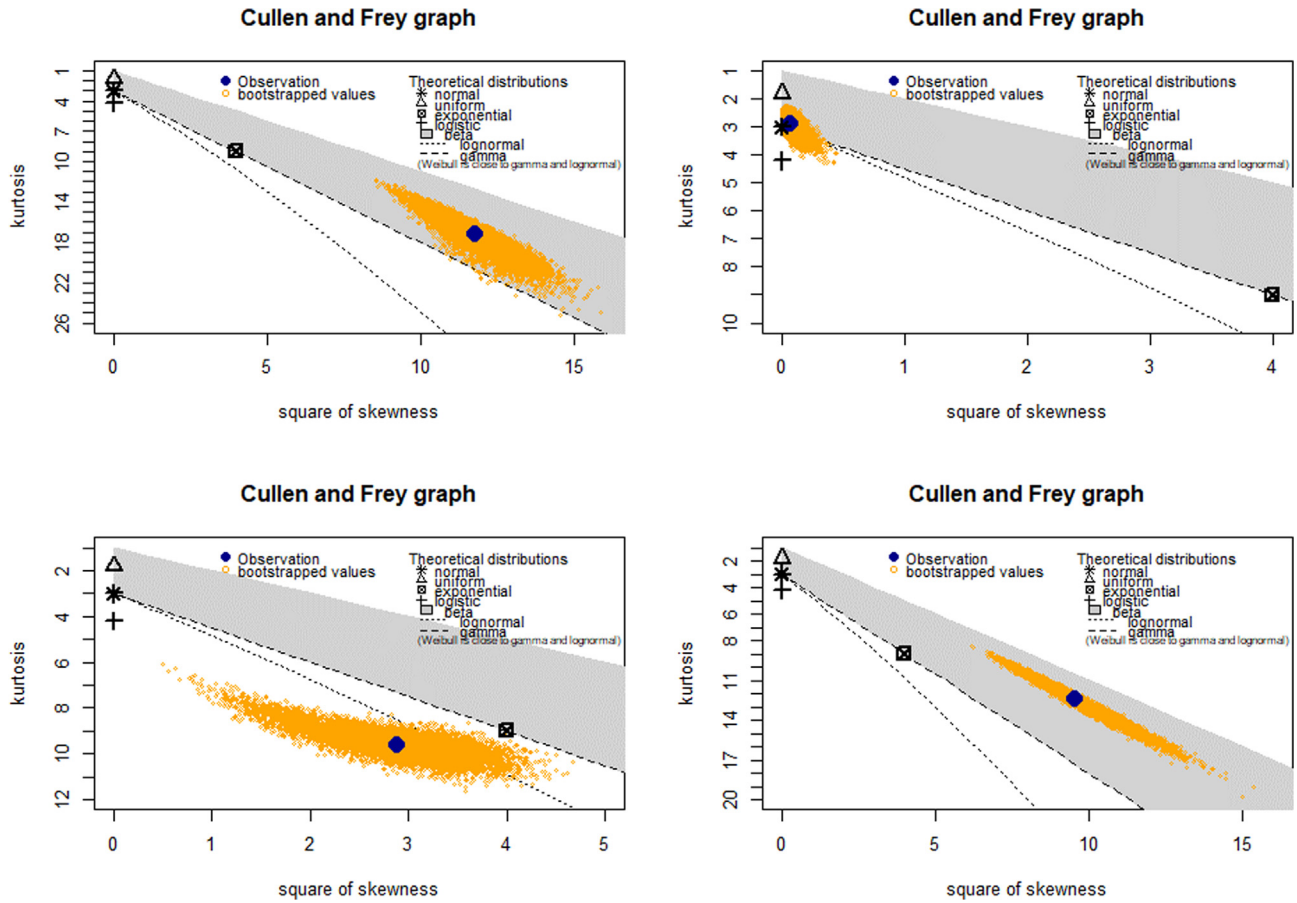 Cullen and Frey graph
Observation
bootstrapped values
Theoretical distributions
normal
uniform
exponential
logistic
beta
lognormal
gamma
(Weibull is close to gamma and lognormal)
kurtosis
1
4
7
10
14
18
22
26
0
5
10
15
square of skewness
Cullen and Frey graph
Observation
bootstrapped values
Theoretical distributions
normal
uniform
exponential
logistic
beta
lognormal
gamma
(Weibull is close to gamma and lognormal)
kurtosis
1
2
3
4
5
6
7
8
10
0
1
2
3
4
square of skewness
Cullen and Frey graph
Observation
bootstrapped values
Theoretical distributions
normal
uniform
exponential
logistic
beta
lognormal
gamma
(Weibull is close to gamma and lognormal)
kurtosis
2
4
6
8
10
12
0
1
2
3
4
5
square of skewness
Cullen and Frey graph
Observation
bootstrapped values
Theoretical distributions
normal
uniform
exponential
logistic
beta
lognormal
gamma
(Weibull is close to gamma and lognormal)
kurtosis
2
4
6
8
11
14
17
20
0
5
10
15
square of skewness